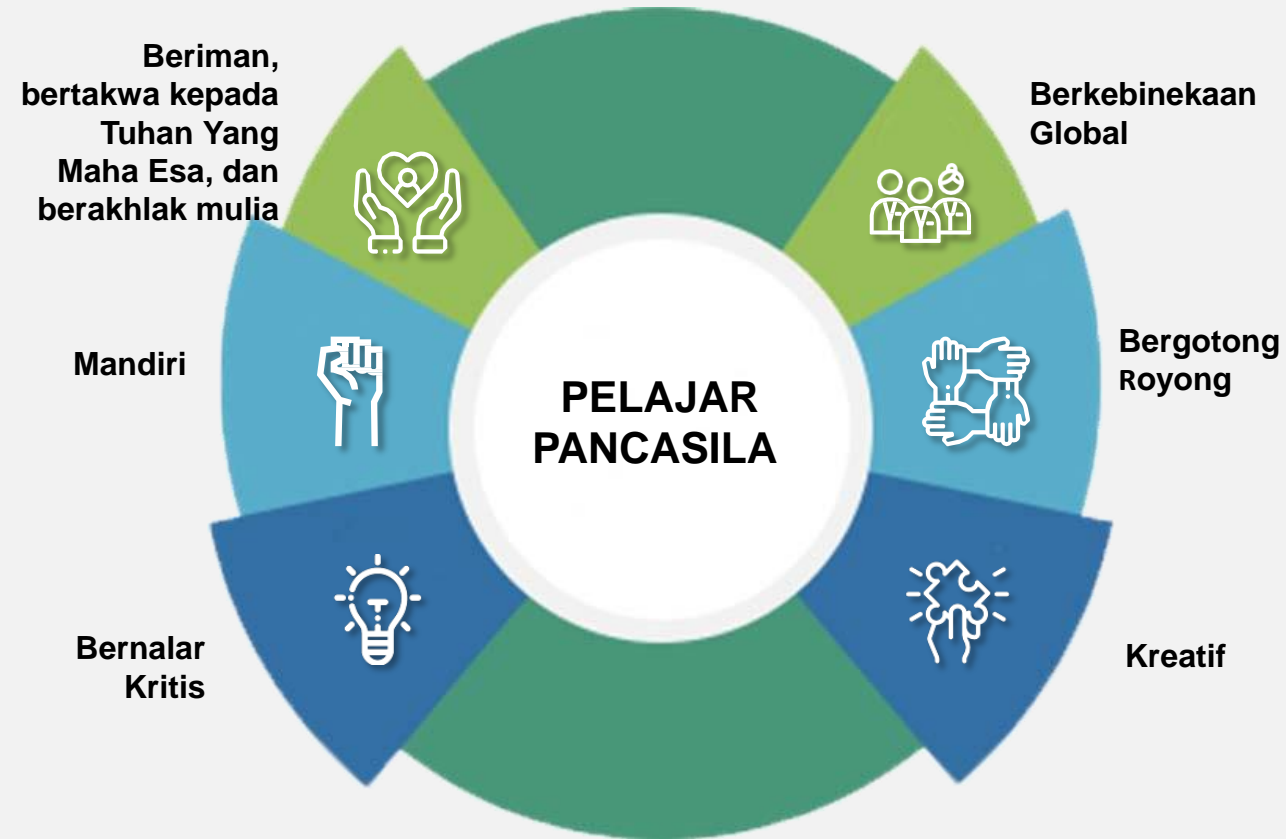 Beriman,
bertakwa kepada
Tuhan Yang
Maha Esa, dan
berakhlak mulia
Berkebinekaan
Global
Mandiri
Bergotong
Royong
PELAJAR
PANCASILA
Bernalar
Kritis
Kreatif